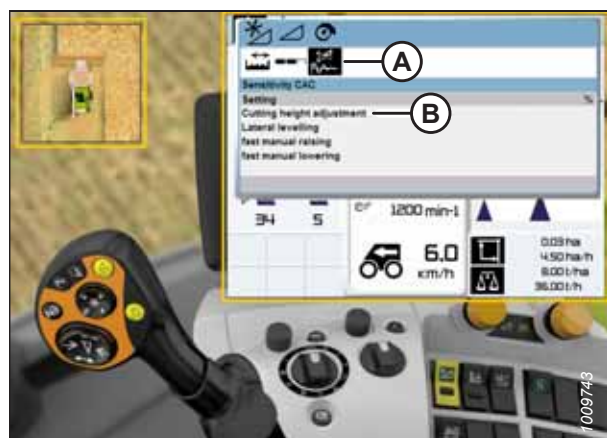 A
Sensitivity CAC
Setting %
Cutting height adjustment B
Lateral levelling
fast manual raising
fast manual lowering
34 5
1200 min-1
6.0
km/h
0.03 ha
4.50 ha/h
8.00 t/ha
36.00 t/h
1009743